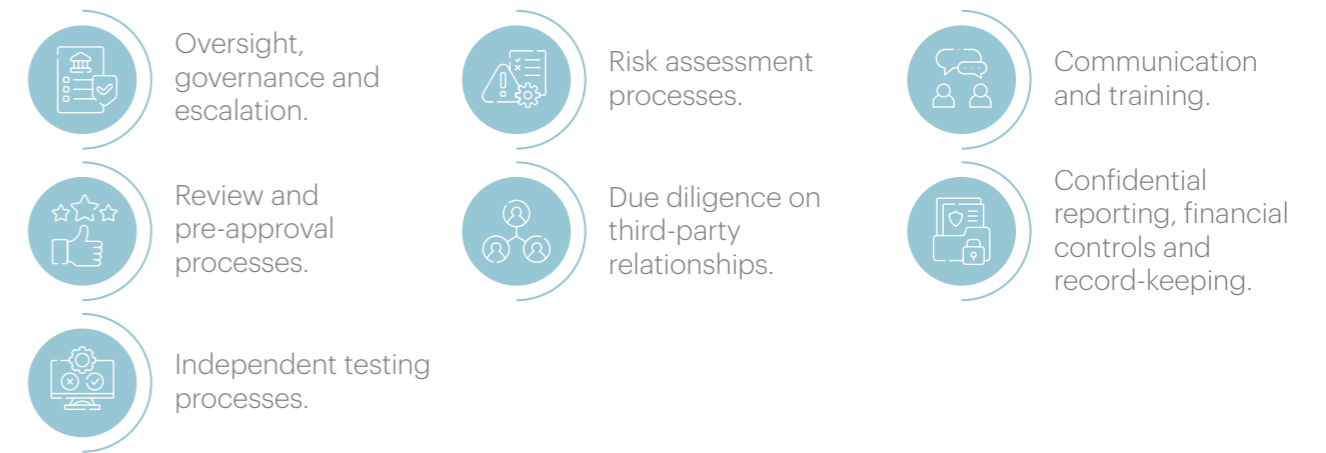 Oversight,
governance and
escalation.
Risk assessment
processes.
Communication
and training.
Review and
pre-approval
processes.
Due diligence on
third-party
relationships.
Confidential
reporting, financial
controls and
record-keeping.
Independent testing
processes.